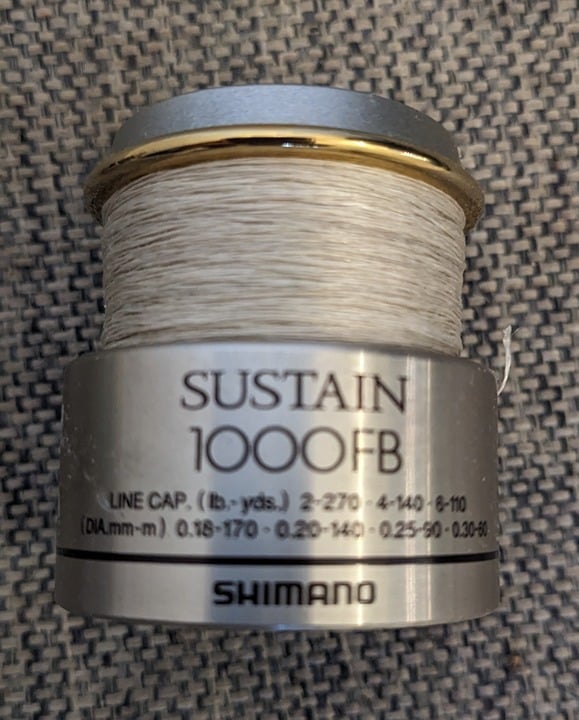 SUSTAIN
1000FB
LINE CAP. (lb.-yds.) 2-270 · 4-140 · 6-110
(DIA.mm-m) 0.18-170 · 0.20-140 · 0.25-90 · 0.30-60
SHIMANO